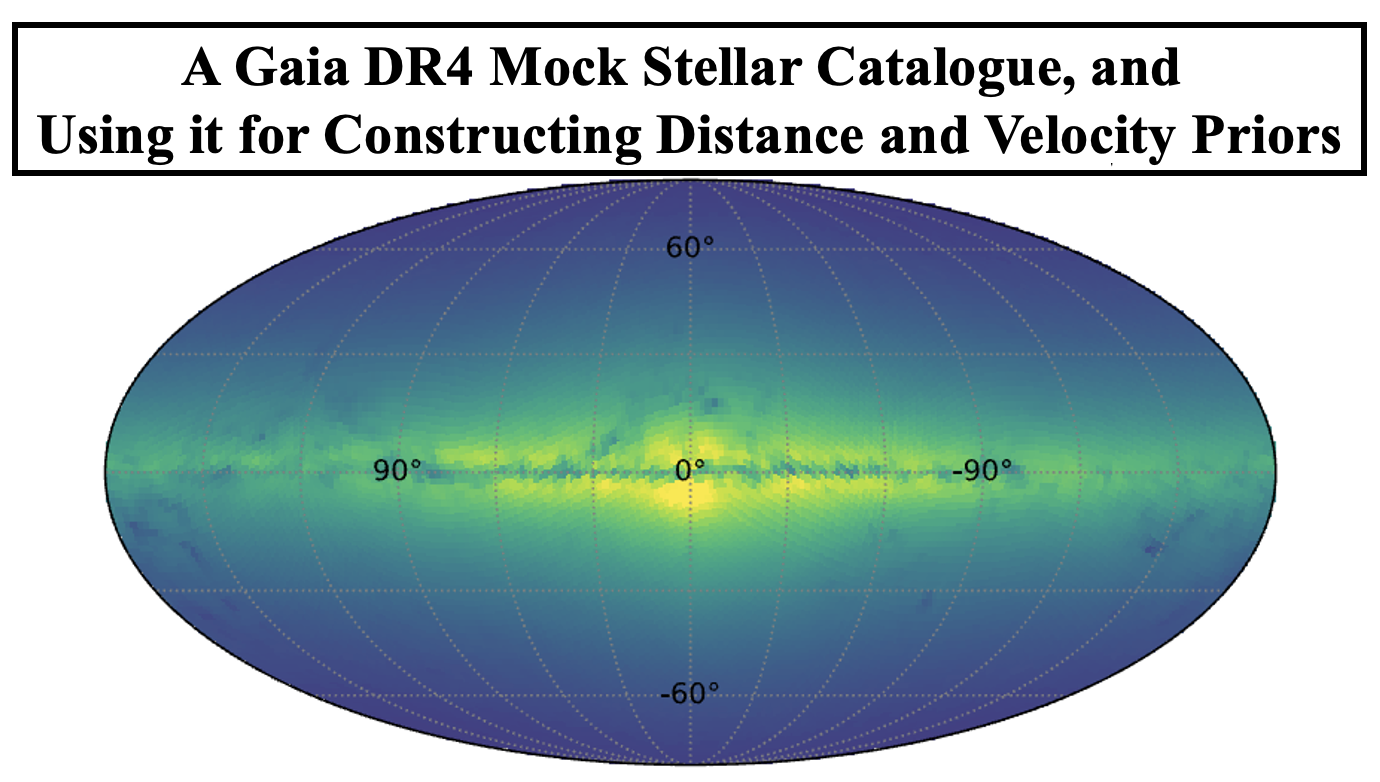 A Gaia DR4 Mock Stellar Catalogue, and
Using it for Constructing Distance and Velocity Priors
60°
90°
0°
-90°
-60°